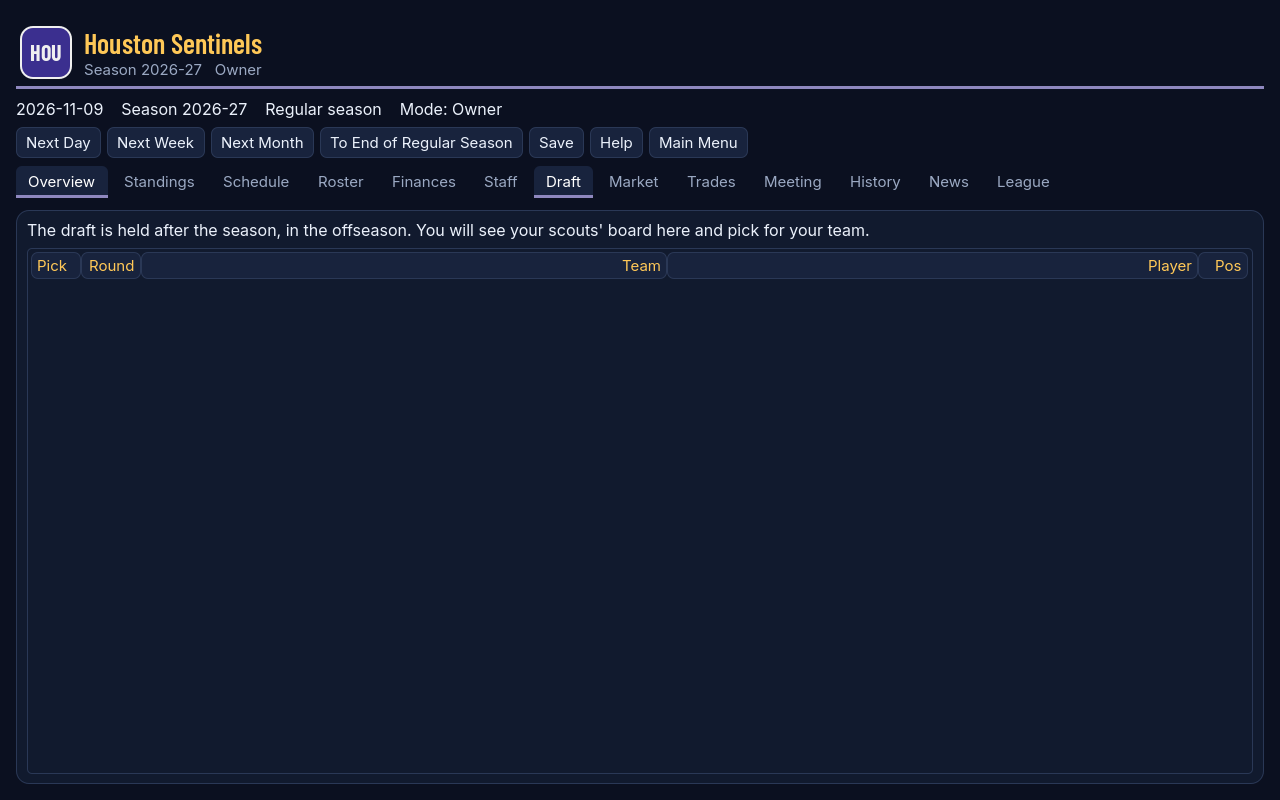 HOU
Houston Sentinels
Season 2026-27 Owner
2026-11-09 Season 2026-27 Regular season Mode: Owner
Next Day Next Week Next Month To End of Regular Season Save Help Main Menu
Overview Standings Schedule Roster Finances Staff Draft Market Trades Meeting History News League
The draft is held after the season, in the offseason. You will see your scouts' board here and pick for your team.
Pick Round Team Player Pos